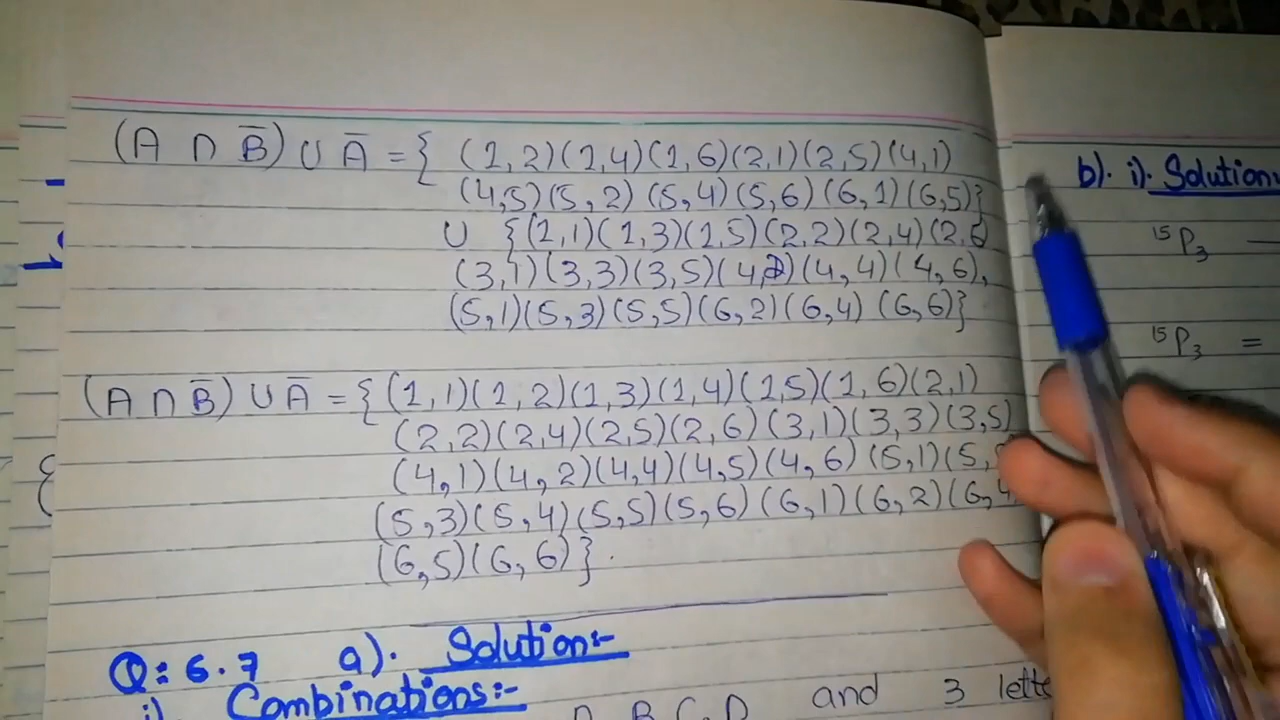 (A ∩ B̅) ∪ A̅ = { (1,2)(1,4)(1,6)(2,1)(2,5)(4,1)
(4,5)(5,2)(5,4)(5,6)(6,1)(6,5)}
∪ {(1,1)(1,3)(1,5)(2,2)(2,4)(2,6
(3,1)(3,3)(3,5)(4,2)(4,4)(4,6),
(5,1)(5,3)(5,5)(6,2)(6,4)(6,6)}
(A ∩ B̅) ∪ A̅ = {(1,1)(1,2)(1,3)(1,4)(1,5)(1,6)(2,1)
(2,2)(2,4)(2,5)(2,6)(3,1)(3,3)(3,5)
(4,1)(4,2)(4,4)(4,5)(4,6)(5,1)(5,
(5,3)(5,4)(5,5)(5,6)(6,1)(6,2)(6,4
(6,5)(6,6)}.
Q:6.7 a). Solution:-
i). Combinations:-
A, B, C, D and 3
b). i). Solution:
¹⁵P₃ —
¹⁵P₃ =